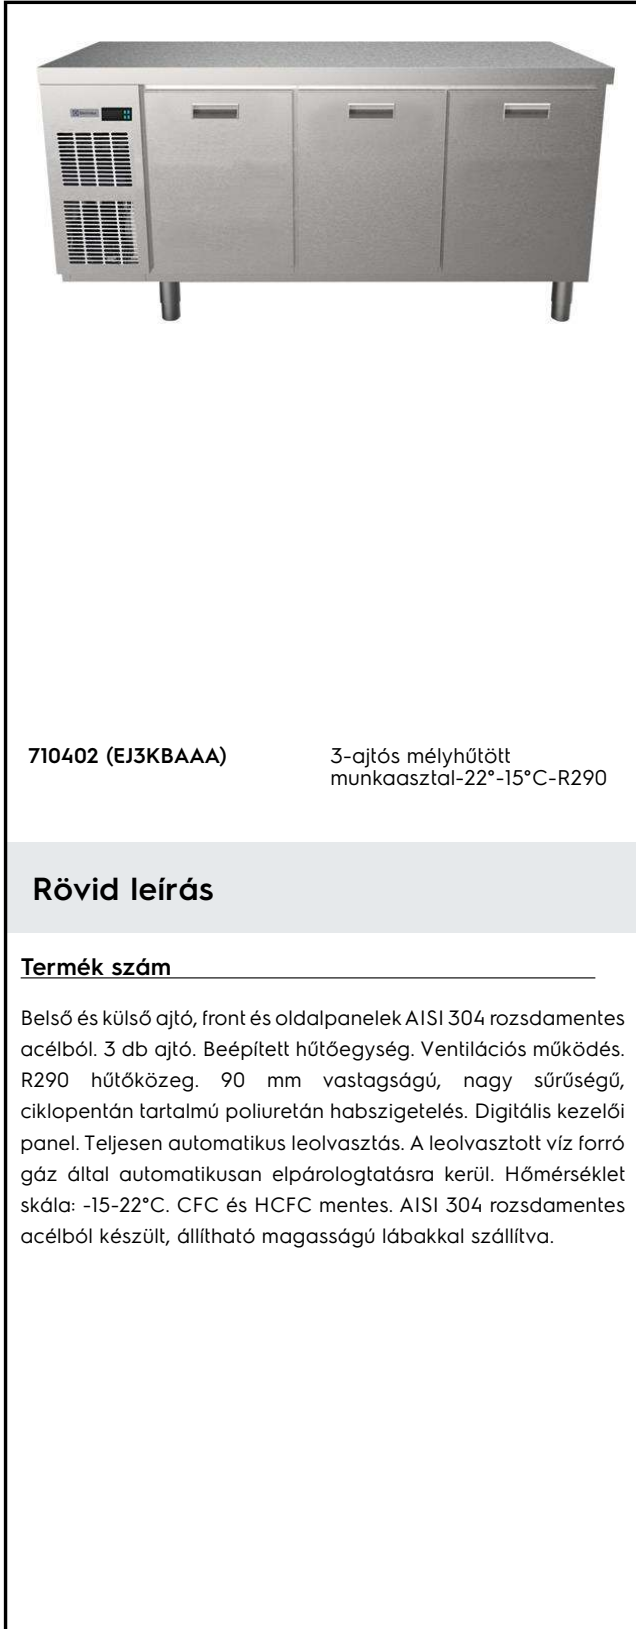 710402 (EJ3KBAAA)
3-ajtós mélyhűtött
munkaasztal-22°-15°C-R290
Rövid leírás
Termék szám
Belső és külső ajtó, front és oldalpanelek AISI 304 rozsdamentes
acélból. 3 db ajtó. Beépített hűtőegység. Ventilációs működés.
R290 hűtőközeg. 90 mm vastagságú, nagy sűrűségű,
ciklopentán tartalmú poliuretán habszigetelés. Digitális kezelői
panel. Teljesen automatikus leolvasztás. A leolvasztott víz forró
gáz által automatikusan elpárologtatásra kerül. Hőmérséklet
skála: -15-22°C. CFC és HCFC mentes. AISI 304 rozsdamentes
acélból készült, állítható magasságú lábakkal szállítva.